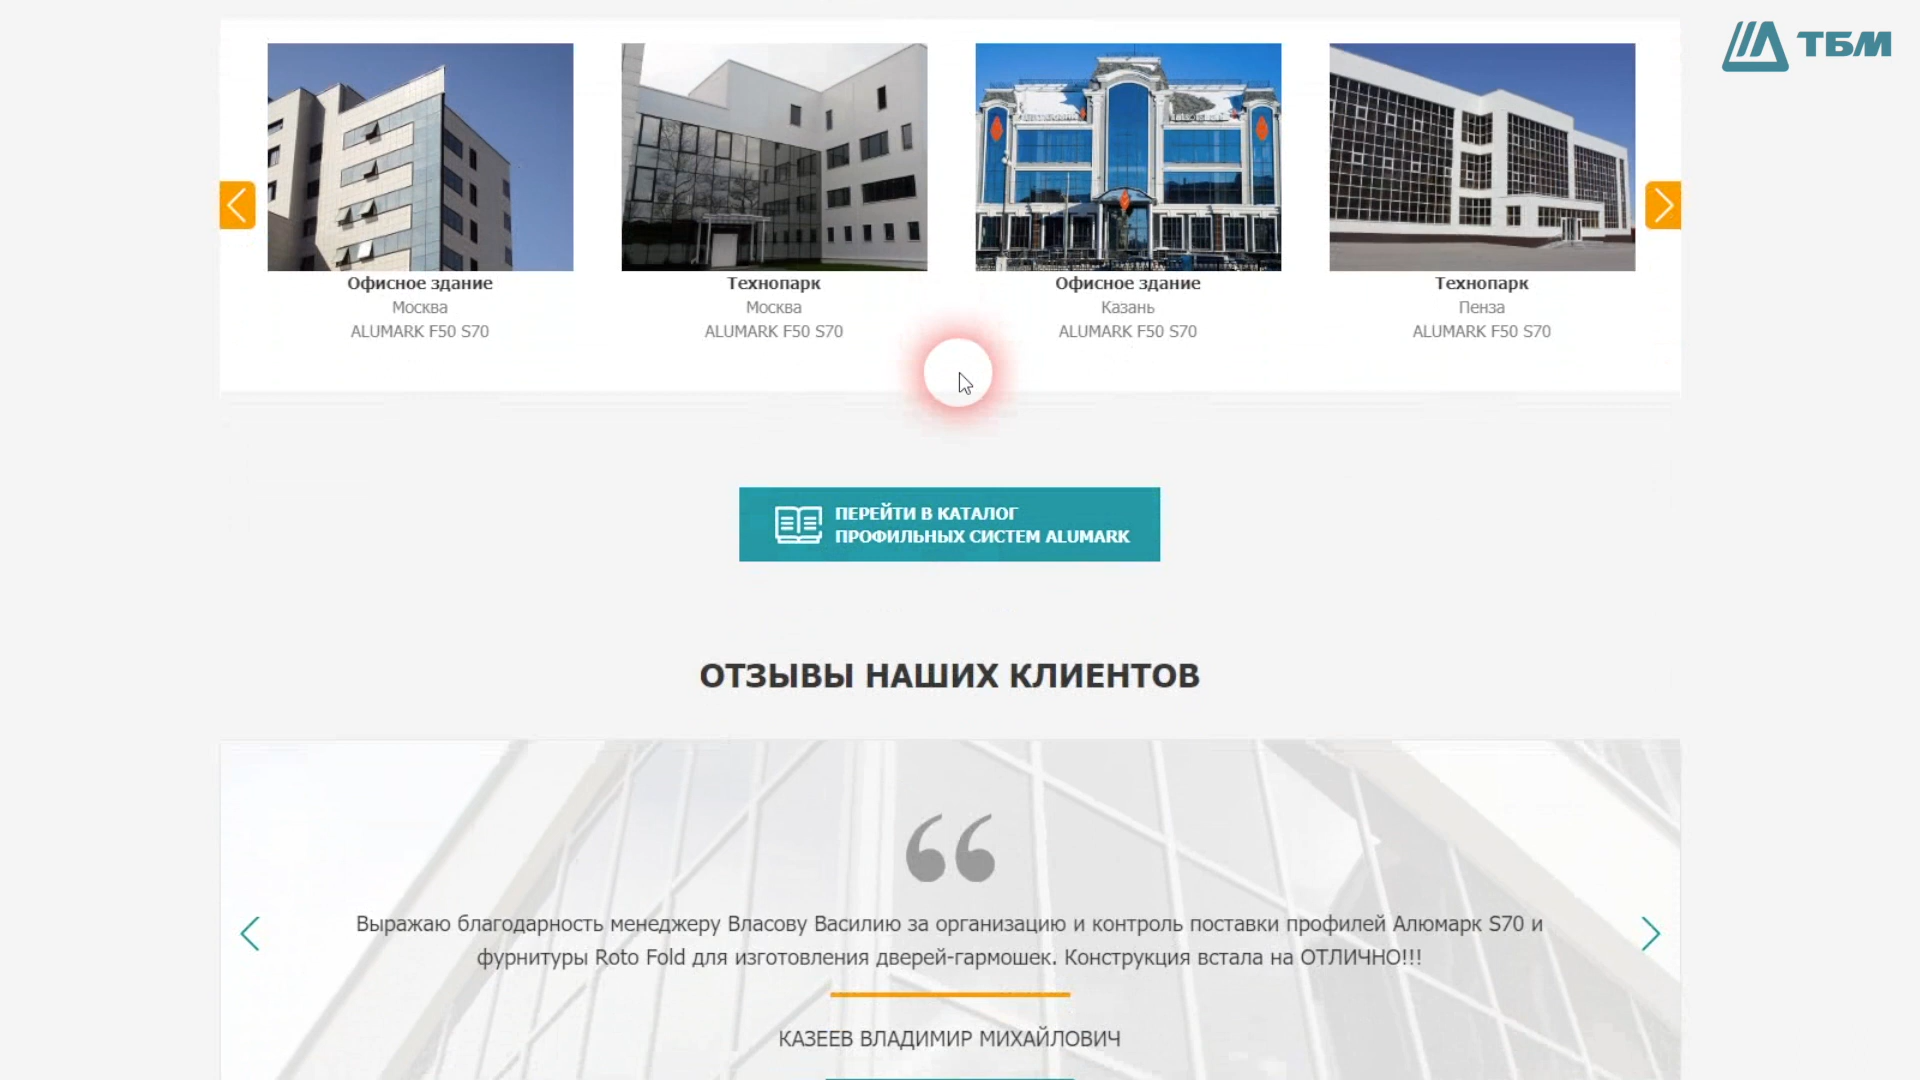 ТБМ
Офисное здание
Москва
ALUMARK F50 S70
Технопарк
Москва
ALUMARK F50 S70
Офисное здание
Казань
ALUMARK F50 S70
Технопарк
Пенза
ALUMARK F50 S70
ПЕРЕЙТИ В КАТАЛОГ
ПРОФИЛЬНЫХ СИСТЕМ ALUMARK
ОТЗЫВЫ НАШИХ КЛИЕНТОВ
Выражаю благодарность менеджеру Власову Василию за организацию и контроль поставки профилей Алюмарк S70 и
фурнитуры Roto Fold для изготовления дверей-гармошек. Конструкция встала на ОТЛИЧНО!!!
КАЗЕЕВ ВЛАДИМИР МИХАЙЛОВИЧ